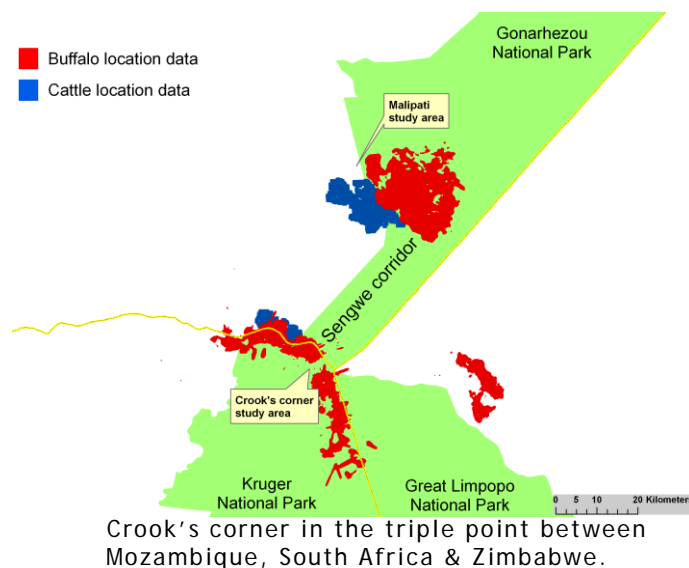 Gonarhezou
National Park
Buffalo location data
Cattle location data
Malipati
study area
Sengwe corridor
Crook's corner
study area
Kruger
National Park
Great Limpopo
National Park
0 5 10 20 Kilometers
Crook's corner in the triple point between
Mozambique, South Africa & Zimbabwe.